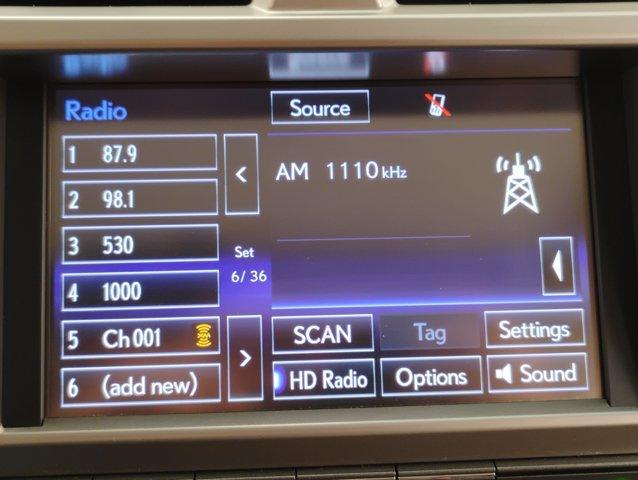 Radio
Source
1 87.9
2 98.1
3 530
4 1000
5 Ch 001
6 (add new)
<
Set
6/36
>
AM 1110 kHz
SCAN
Tag
Settings
HD Radio
Options
Sound